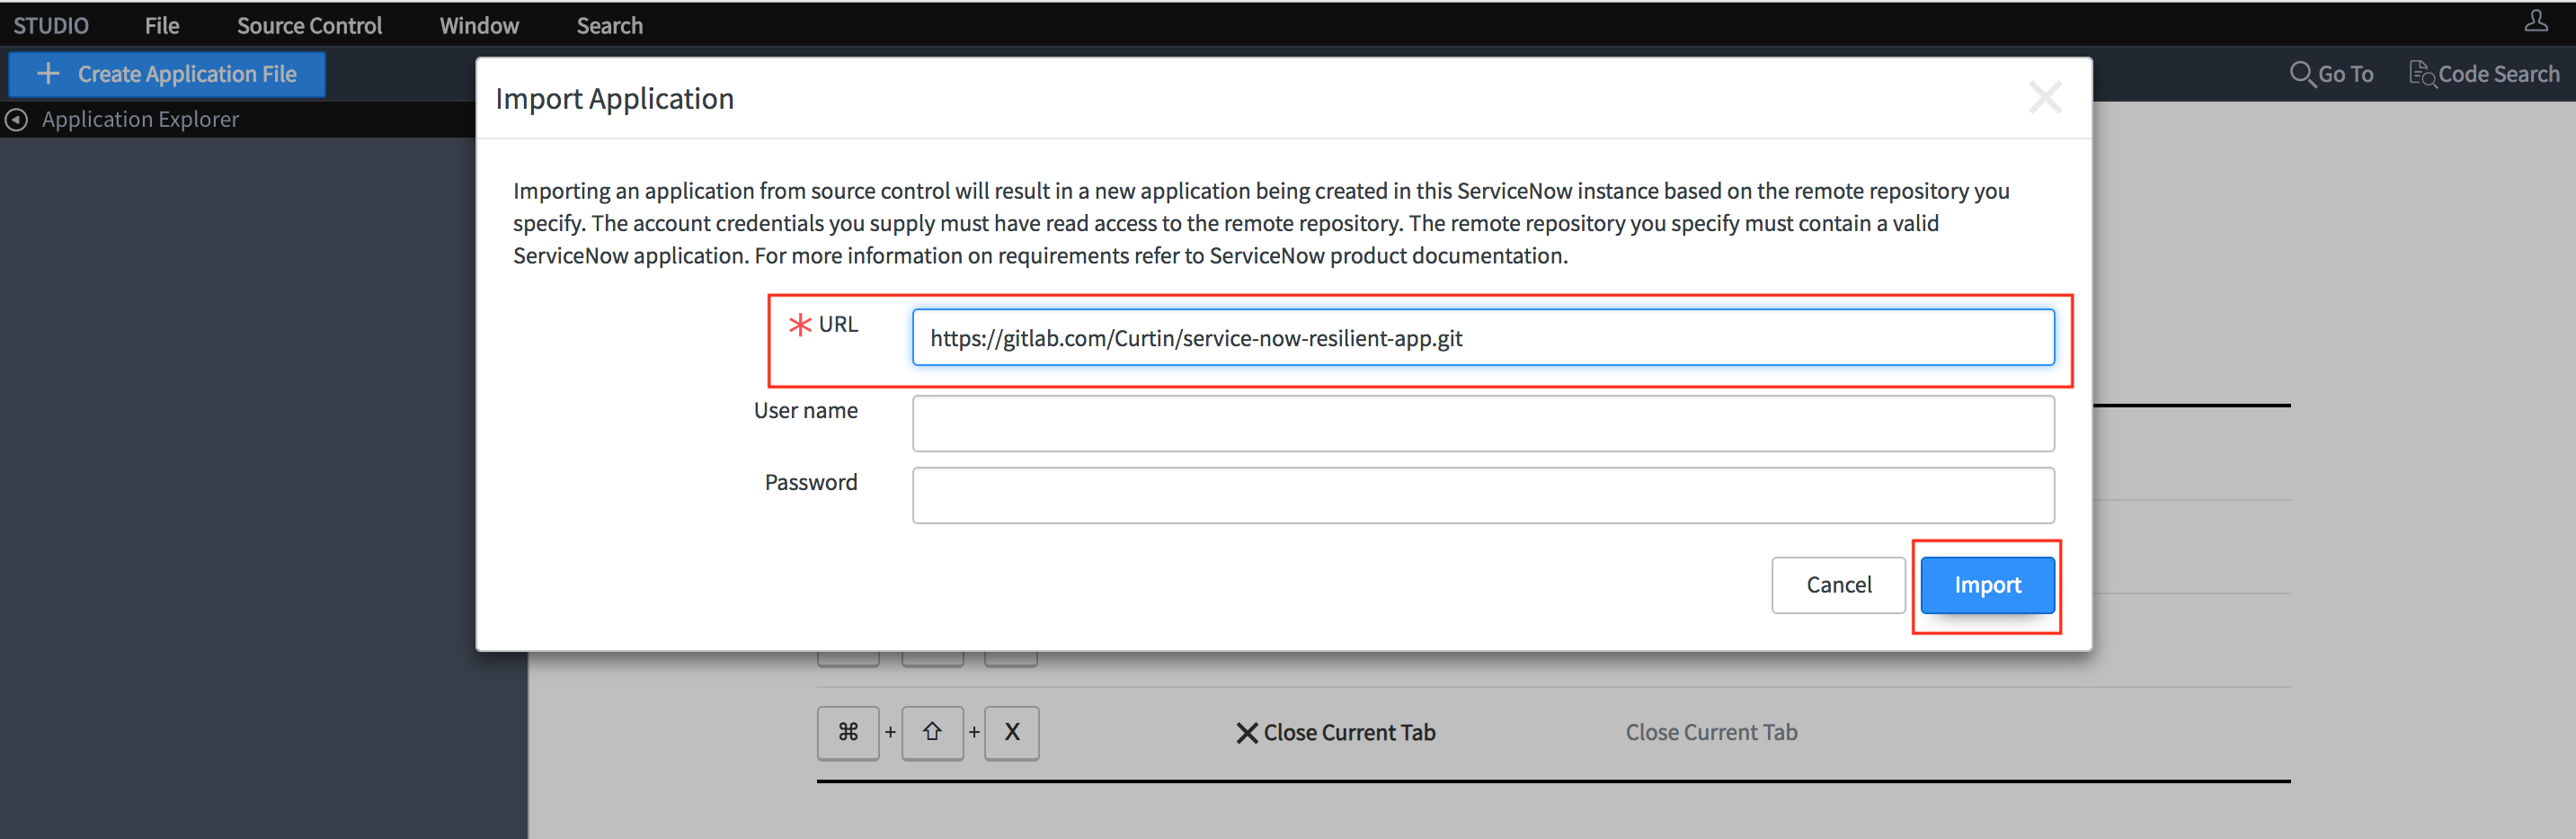 STUDIO File Source Control Window Search
+ Create Application File
Go To Code Search
Application Explorer
Import Application
Importing an application from source control will result in a new application being created in this ServiceNow instance based on the remote repository you
specify. The account credentials you supply must have read access to the remote repository. The remote repository you specify must contain a valid
ServiceNow application. For more information on requirements refer to ServiceNow product documentation.
URL https://gitlab.com/Curtin/service-now-resilient-app.git
User name
Password
Cancel Import
⌘ + ⇧ + X Close Current Tab Close Current Tab